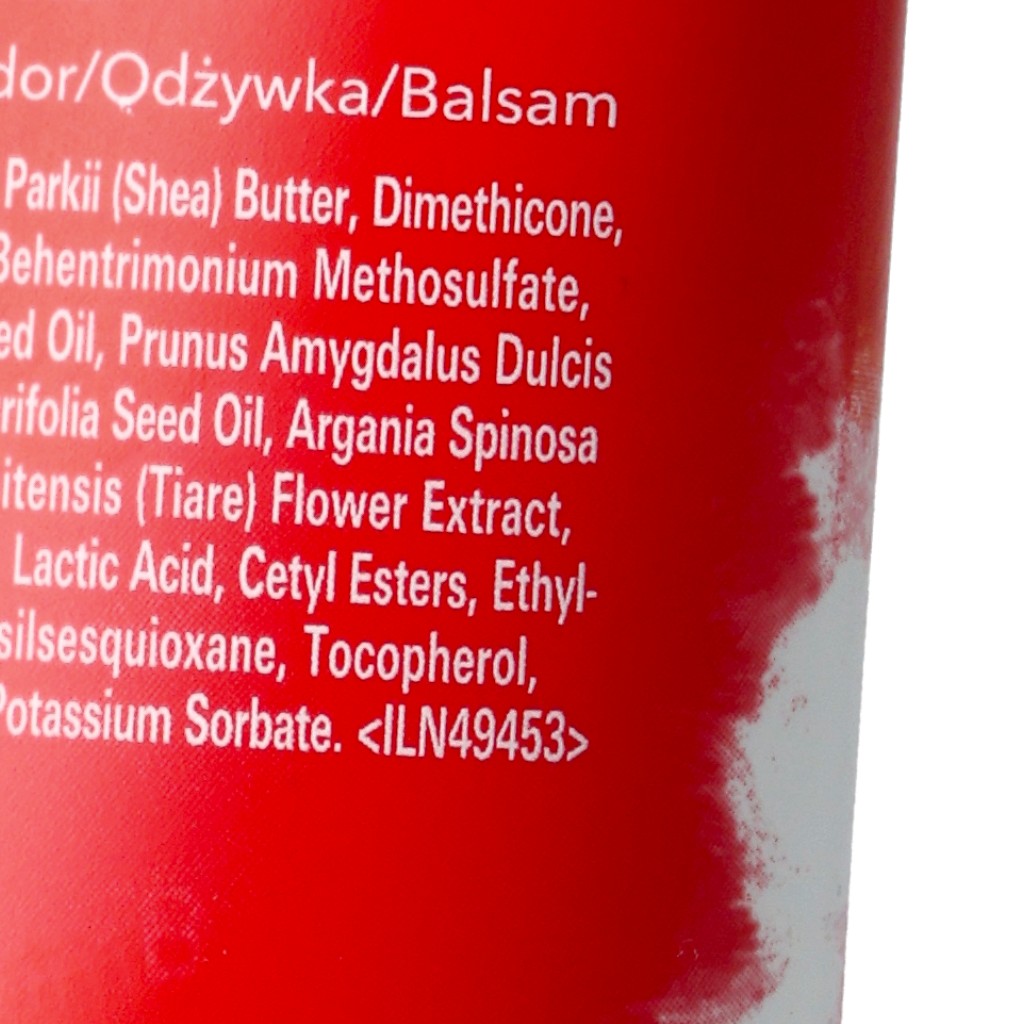 dor/Odżywka/Balsam
Parkii (Shea) Butter, Dimethicone,
Behentrimonium Methosulfate,
ed Oil, Prunus Amygdalus Dulcis
rifolia Seed Oil, Argania Spinosa
itensis (Tiare) Flower Extract,
Lactic Acid, Cetyl Esters, Ethyl-
silsesquioxane, Tocopherol,
Potassium Sorbate. <ILN49453>